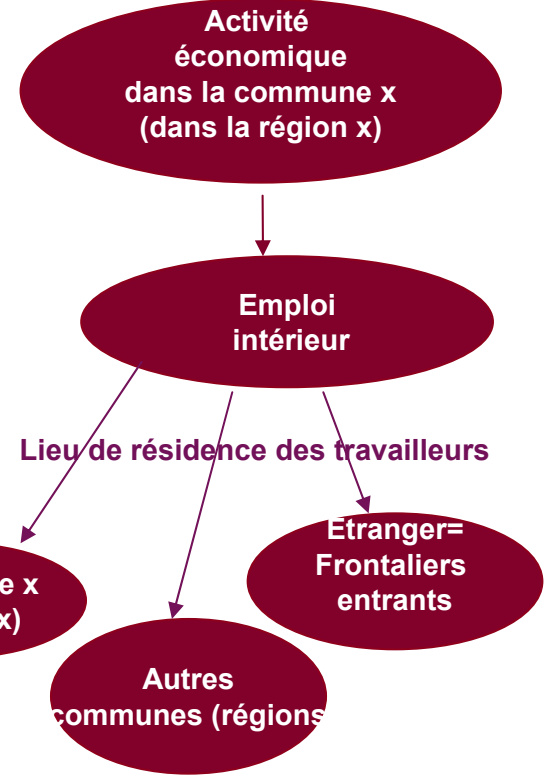 Activité
économique
dans la commune x
(dans la région x)
Emploi
intérieur
Lieu de résidence des travailleurs
Etranger=
Frontaliers
entrants
e x
x)
Autres
communes (régions